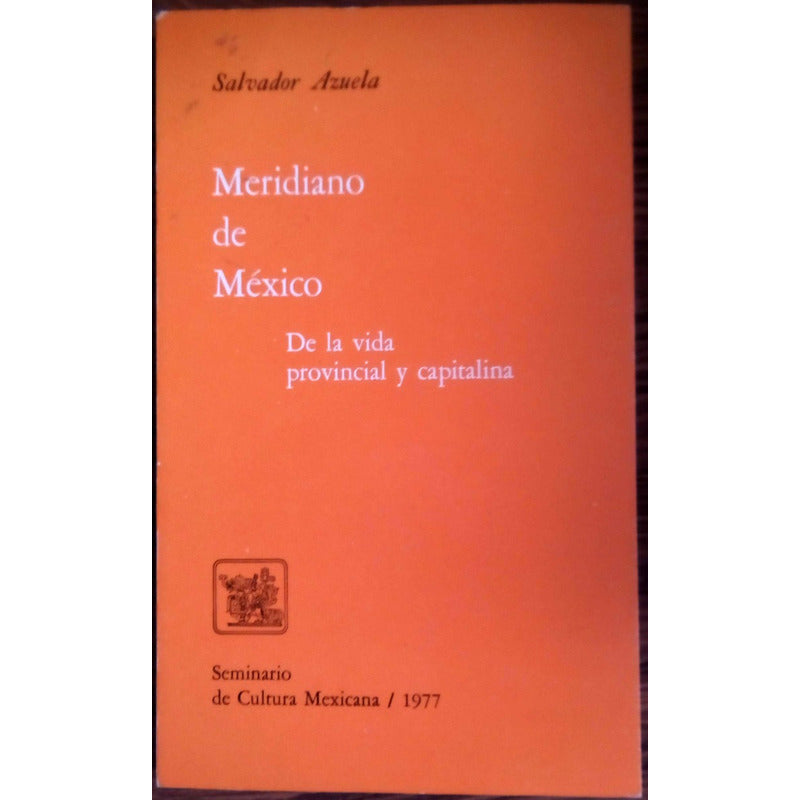 Salvador Azuela
Meridiano
de
México
De la vida
provincial y capitalina
Seminario
de Cultura Mexicana / 1977